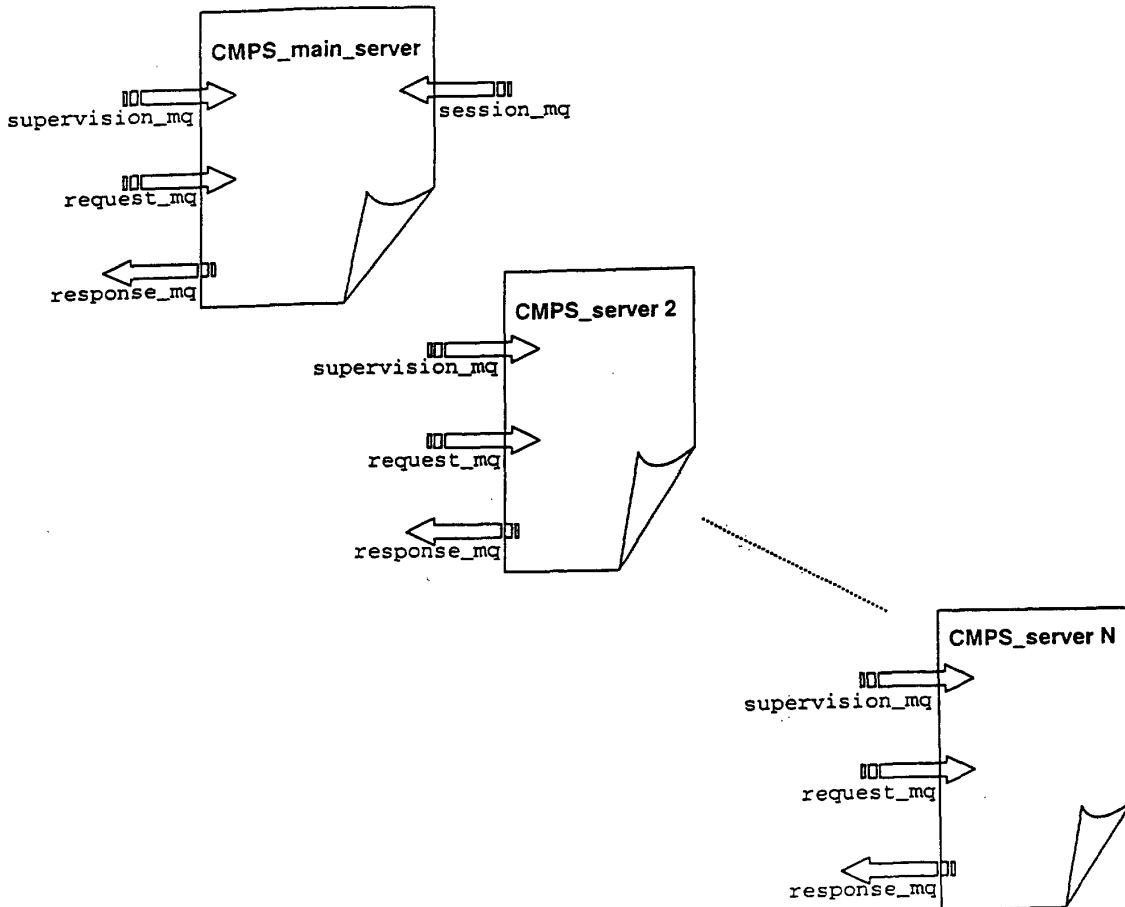 CMPS_main_server
supervision_mq
session_mq
request_mq
response_mq
CMPS_server 2
supervision_mq
request_mq
response_mq
CMPS_server N
supervision_mq
request_mq
response_mq